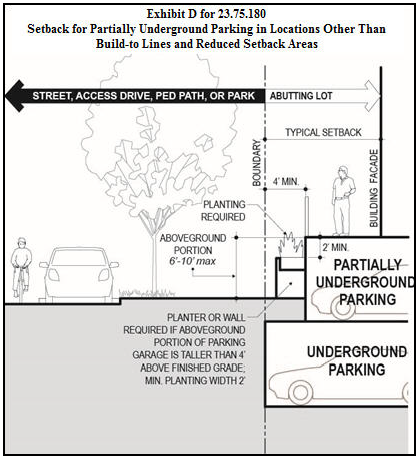 Exhibit D for 23.75.180
Setback for Partially Underground Parking in Locations Other Than
Build-to Lines and Reduced Setback Areas
STREET, ACCESS DRIVE, PED PATH, OR PARK
ABUTTING LOT
TYPICAL SETBACK
BOUNDARY
4' MIN.
BUILDING FACADE
PLANTING
REQUIRED
ABOVEGROUND
PORTION
6'-10' max
2' MIN.
PARTIALLY
UNDERGROUND
PARKING
PLANTER OR WALL
REQUIRED IF ABOVEGROUND
PORTION OF PARKING
GARAGE IS TALLER THAN 4'
ABOVE FINISHED GRADE;
MIN. PLANTING WIDTH 2'
UNDERGROUND
PARKING